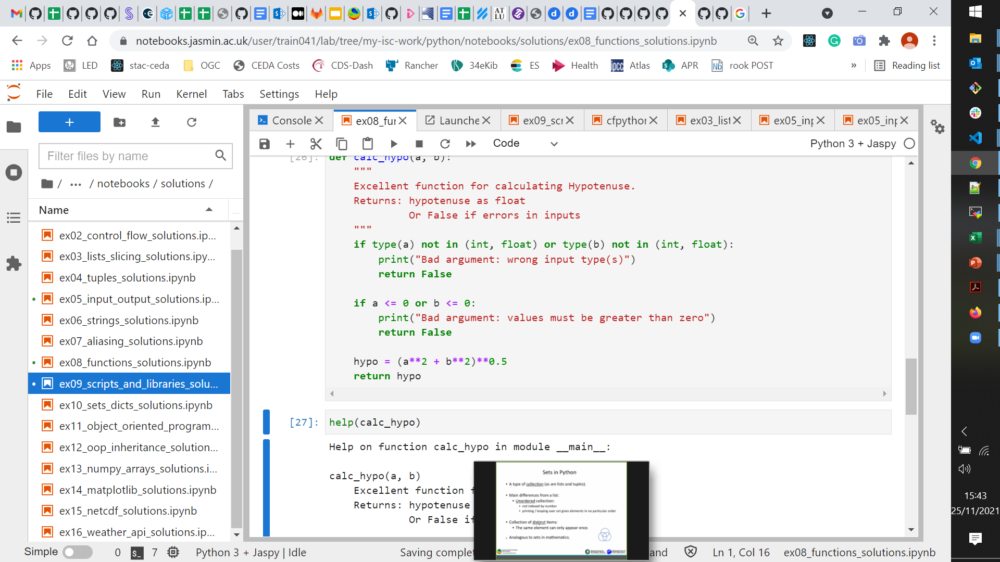 notebooks.jasmin.ac.uk/user/train041/lab/tree/my-isc-work/python/notebooks/solutions/ex08_functions_solutions.ipynb
Apps LED stac-ceda OGC CEDA Costs CDS-Dash Rancher 34eKib ES Health Atlas APR rook POST » Reading list
File Edit View Run Kernel Tabs Settings Help
Console ex08_fur Launche ex09_scr cfpython ex03_list ex05_inp ex05_inp
Code Python 3 + Jaspy
Filter files by name
/ ... / notebooks / solutions /
Name
ex02_control_flow_solutions.ip...
ex03_lists_slicing_solutions.ipy...
ex04_tuples_solutions.ipynb
ex05_input_output_solutions.ip...
ex06_strings_solutions.ipynb
ex07_aliasing_solutions.ipynb
ex08_functions_solutions.ipynb
ex09_scripts_and_libraries_solu...
ex10_sets_dicts_solutions.ipynb
ex11_object_oriented_program...
ex12_oop_inheritance_solution...
ex13_numpy_arrays_solutions.i...
ex14_matplotlib_solutions.ipynb
ex15_netcdf_solutions.ipynb
ex16_weather_api_solutions.ip...
[26]: def calc_hypo(a, b):
"""
Excellent function for calculating Hypotenuse.
Returns: hypotenuse as float
Or False if errors in inputs
"""
if type(a) not in (int, float) or type(b) not in (int, float):
print("Bad argument: wrong input type(s)")
return False
if a <= 0 or b <= 0:
print("Bad argument: values must be greater than zero")
return False
hypo = (a**2 + b**2)**0.5
return hypo
[27]: help(calc_hypo)
Help on function calc_hypo in module __main__:
calc_hypo(a, b)
Excellent function f
Returns: hypotenuse
Or False if
Sets in Python
• A type of collection (as are lists and tuples).
• Main differences from a list:
• Unordered collection:
• not indexed by number
• printing / looping over set gives elements in no particular order
• Collection of distinct items:
• The same element can only appear once.
• Analogous to sets in mathematics.
Simple 0 7 Python 3 + Jaspy | Idle Saving complet and Ln 1, Col 16 ex08_functions_solutions.ipynb
15:43
25/11/2021